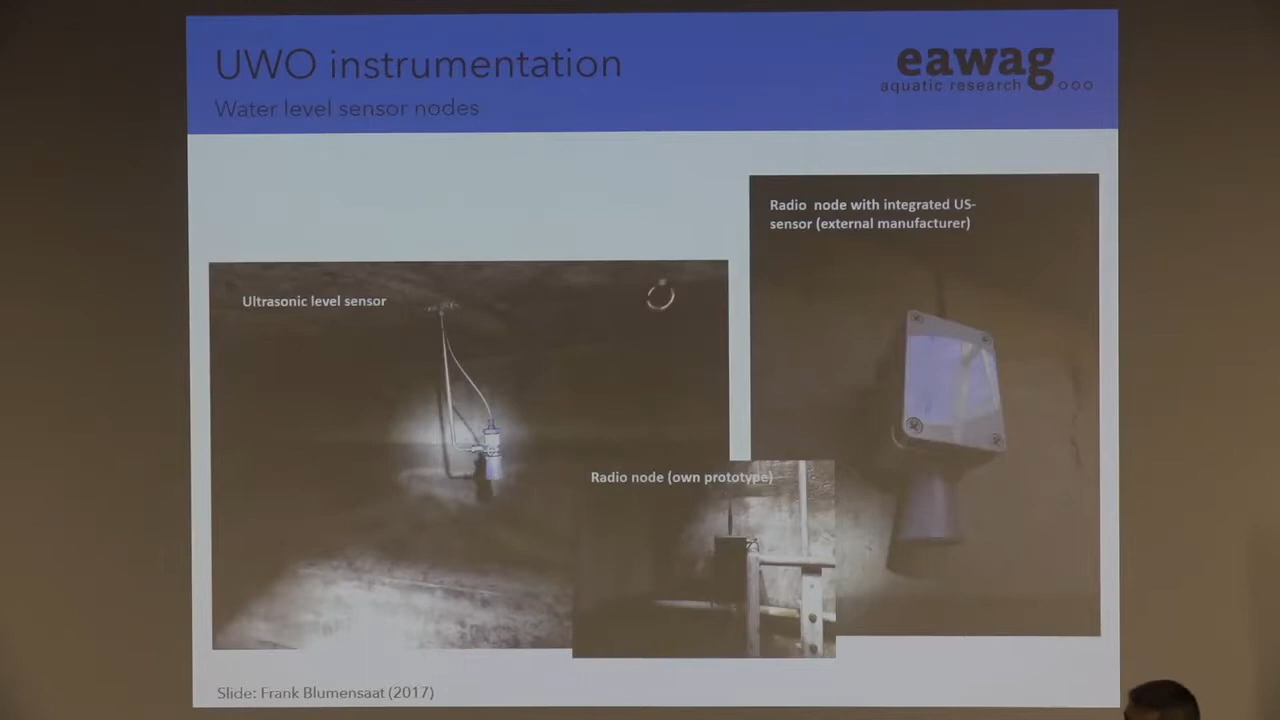 UWO instrumentation
Water level sensor nodes
eawag
aquatic research
Radio node with integrated US-
sensor (external manufacturer)
Ultrasonic level sensor
Radio node (own prototype)
Slide: Frank Blumensaat (2017)